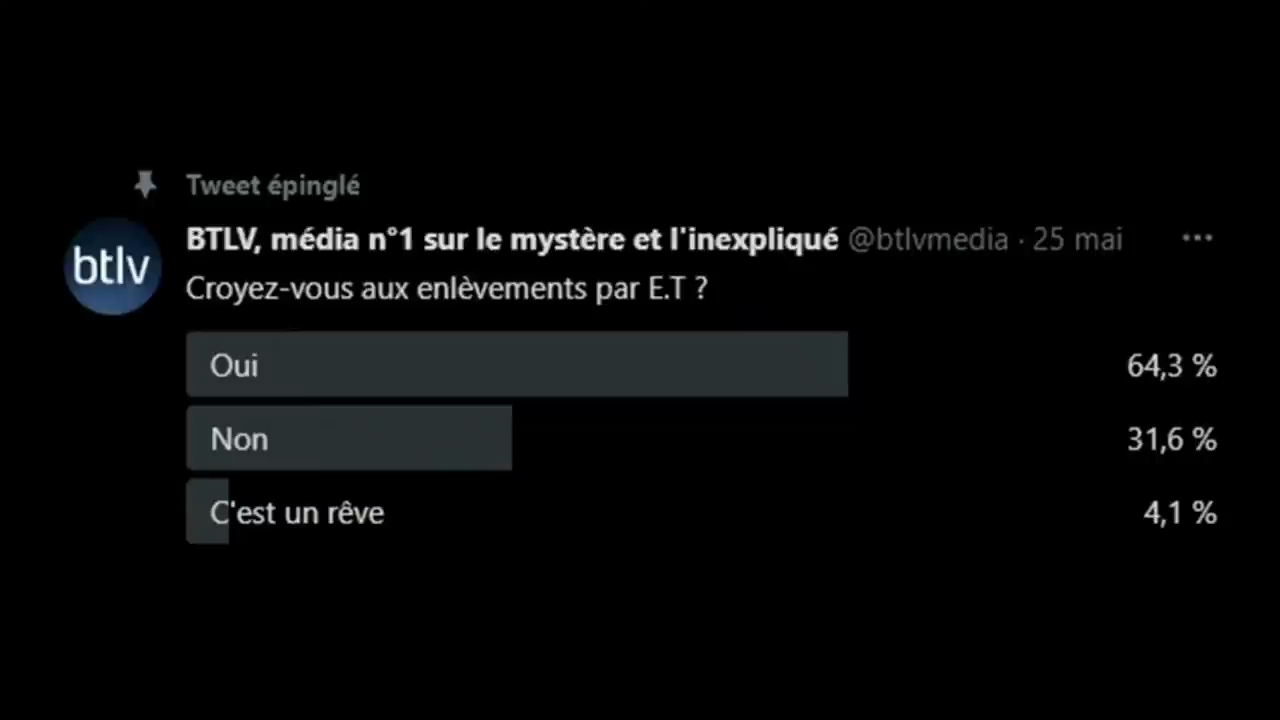 Tweet épinglé
btlv
BTLV, média n°1 sur le mystère et l'inexpliqué @btlvmedia · 25 mai ···
Croyez-vous aux enlèvements par E.T ?
Oui 64,3 %
Non 31,6 %
C'est un rêve 4,1 %